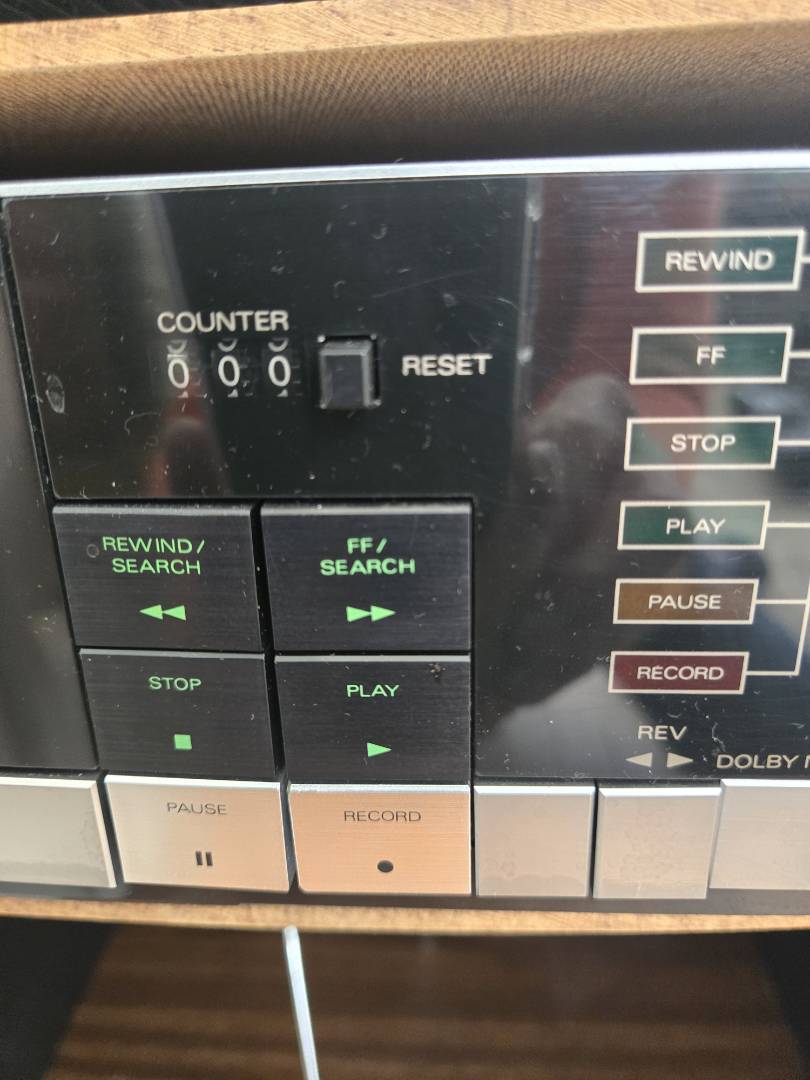 COUNTER
0 0 0
RESET
REWIND/
SEARCH
FF/
SEARCH
STOP
PLAY
PAUSE
RECORD
REWIND
FF
STOP
PLAY
PAUSE
RECORD
REV
DOLBY